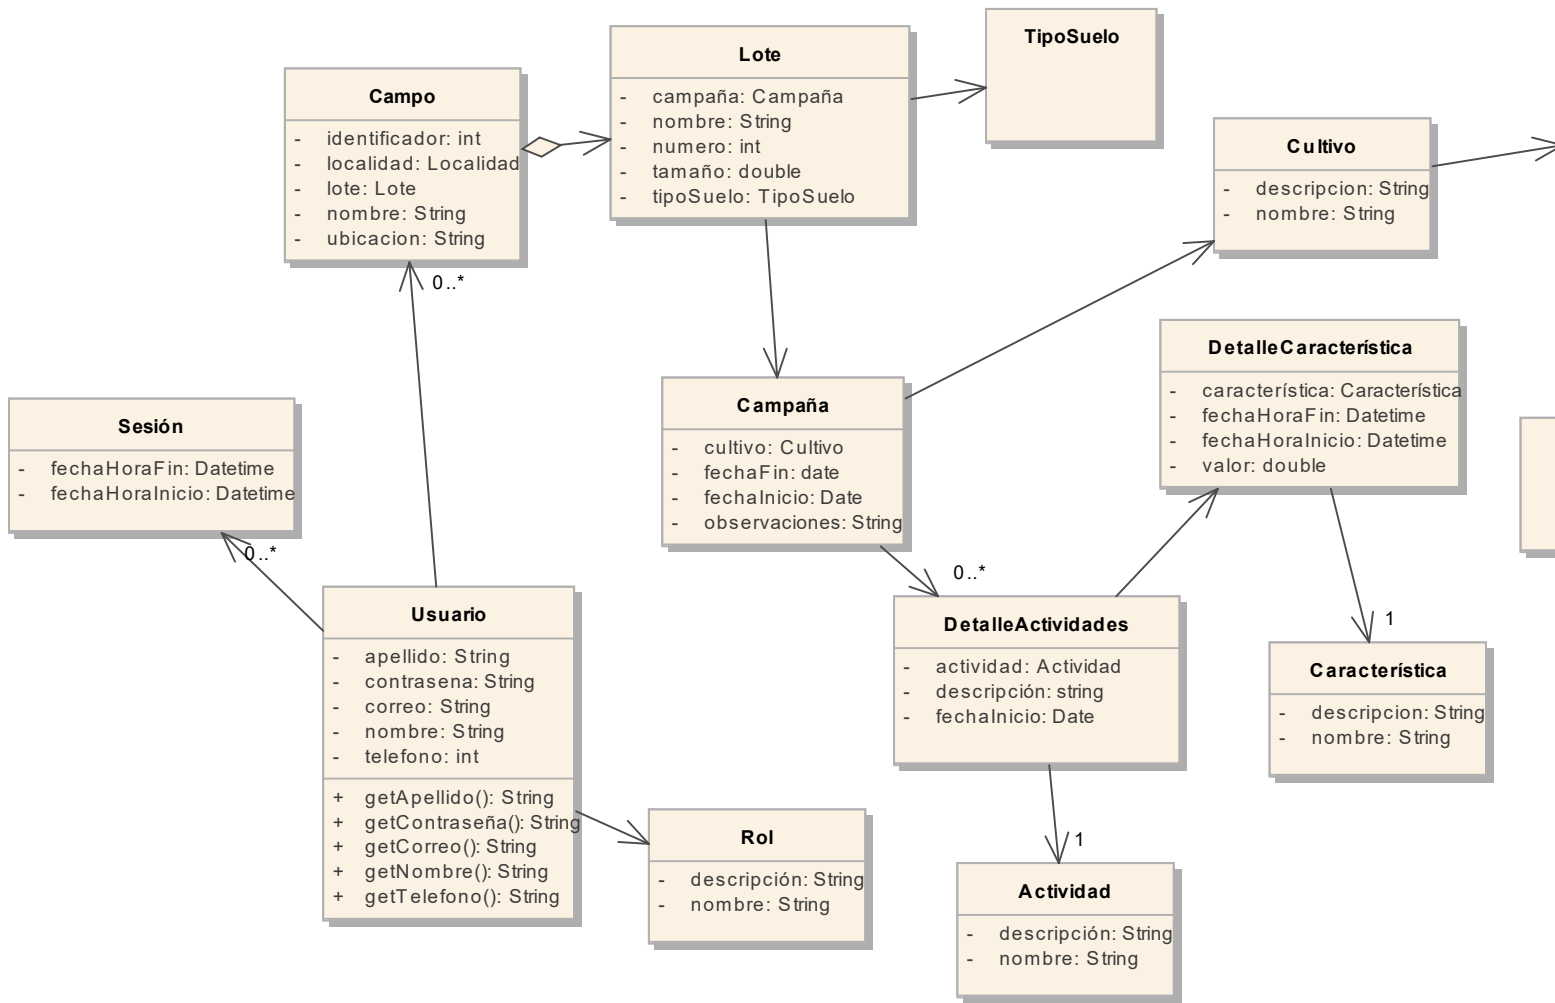 TipoSuelo
Lote
- campaña: Campaña
- nombre: String
- numero: int
- tamaño: double
- tipoSuelo: TipoSuelo
Campo
- identificador: int
- localidad: Localidad
- lote: Lote
- nombre: String
- ubicacion: String
0..*
Cultivo
- descripcion: String
- nombre: String
DetalleCaracterística
- característica: Característica
- fechaHoraFin: Datetime
- fechaHoraInicio: Datetime
- valor: double
Campaña
- cultivo: Cultivo
- fechaFin: date
- fechaInicio: Date
- observaciones: String
Sesión
- fechaHoraFin: Datetime
- fechaHoraInicio: Datetime
0..*
0..*
Usuario
- apellido: String
- contrasena: String
- correo: String
- nombre: String
- telefono: int
+ getApellido(): String
+ getContraseña(): String
+ getCorreo(): String
+ getNombre(): String
+ getTelefono(): String
DetalleActividades
- actividad: Actividad
- descripción: string
- fechaInicio: Date
1
Característica
- descripcion: String
- nombre: String
Rol
- descripción: String
- nombre: String
1
Actividad
- descripción: String
- nombre: String